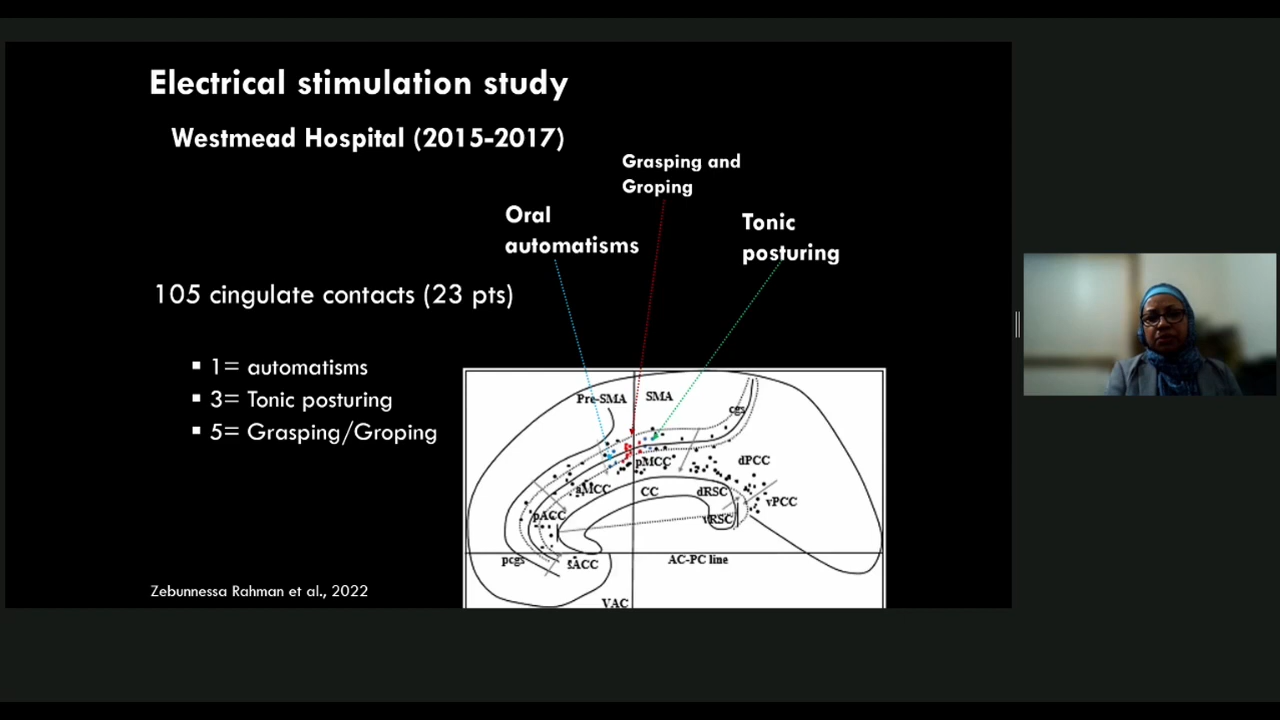 Electrical stimulation study
Westmead Hospital (2015-2017)
Grasping and
Groping
Oral
automatisms
Tonic
posturing
105 cingulate contacts (23 pts)
▪ 1= automatisms
▪ 3= Tonic posturing
▪ 5= Grasping/Groping
Pre-SMA
SMA
cgs
pMCC
dPCC
aMCC
CC
dRSC
vPCC
pACC
vRSC
pcgs
sACC
AC-PC line
VAC
Zebunnessa Rahman et al., 2022